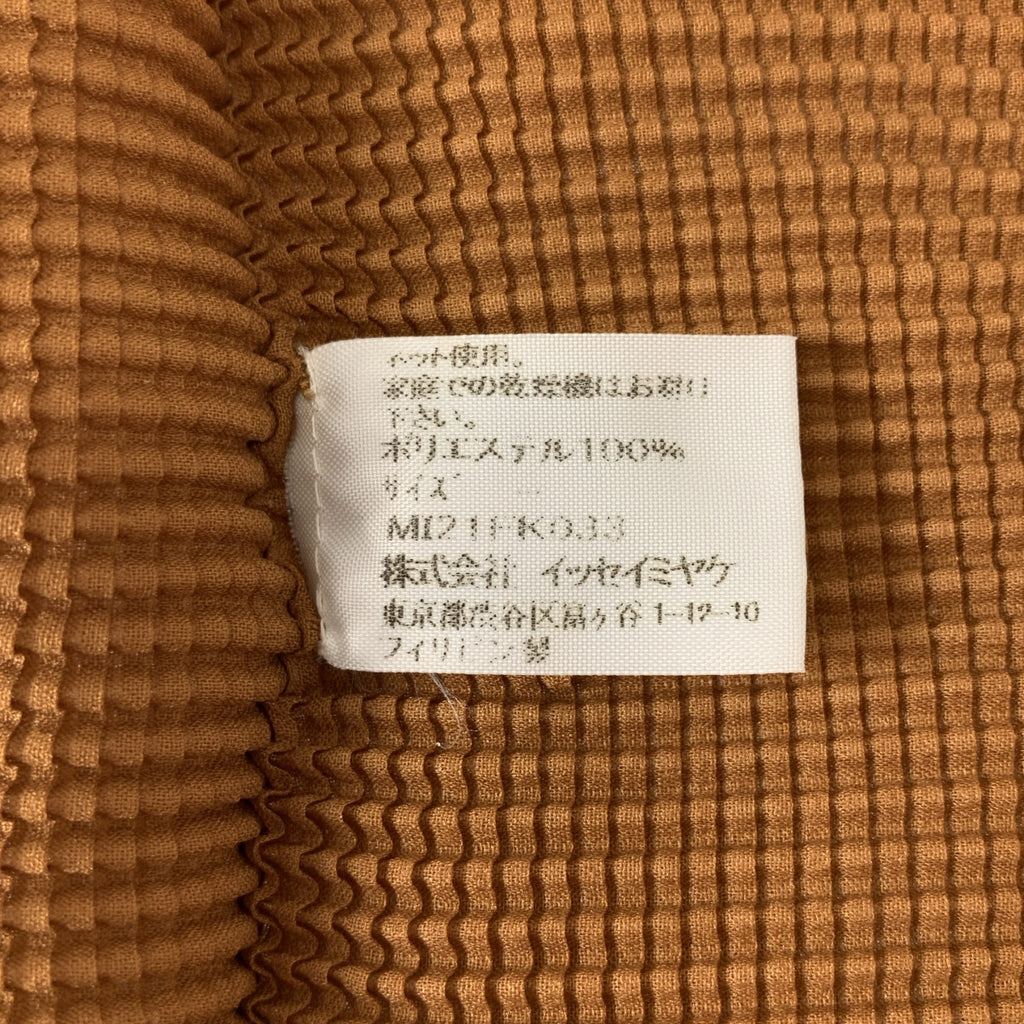 ネット使用。
家庭での乾燥機はお避け
下さい。
ポリエステル100%
サイズ
MI21FK033
株式会社 イッセイミヤケ
東京都渋谷区富ヶ谷1-12-10
フィリピン製